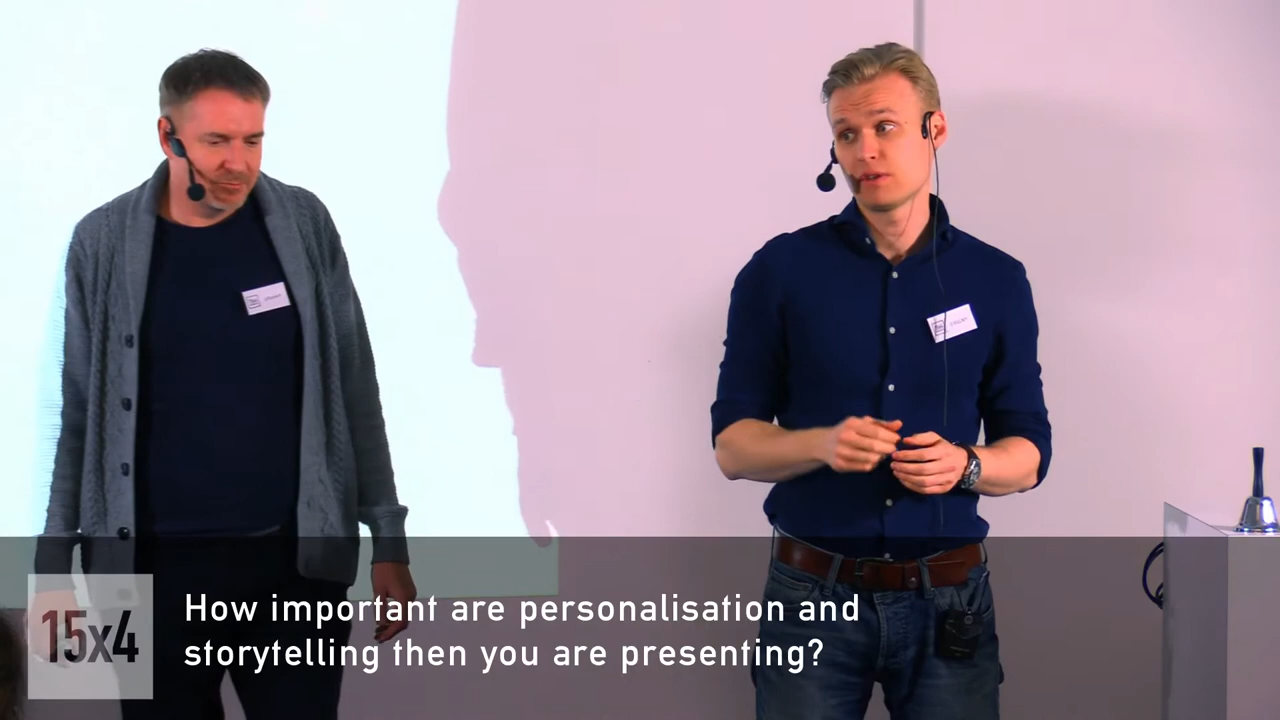 15x4
How important are personalisation and
storytelling then you are presenting?